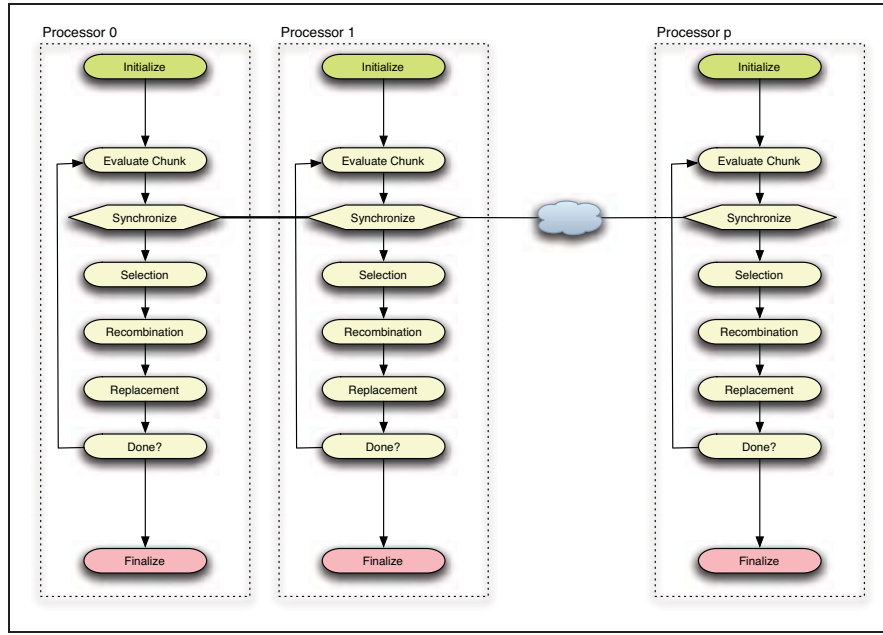 Processor 0
Initialize
Evaluate Chunk
Synchronize
Selection
Recombination
Replacement
Done?
Finalize
Processor 1
Initialize
Evaluate Chunk
Synchronize
Selection
Recombination
Replacement
Done?
Finalize
Processor p
Initialize
Evaluate Chunk
Synchronize
Selection
Recombination
Replacement
Done?
Finalize